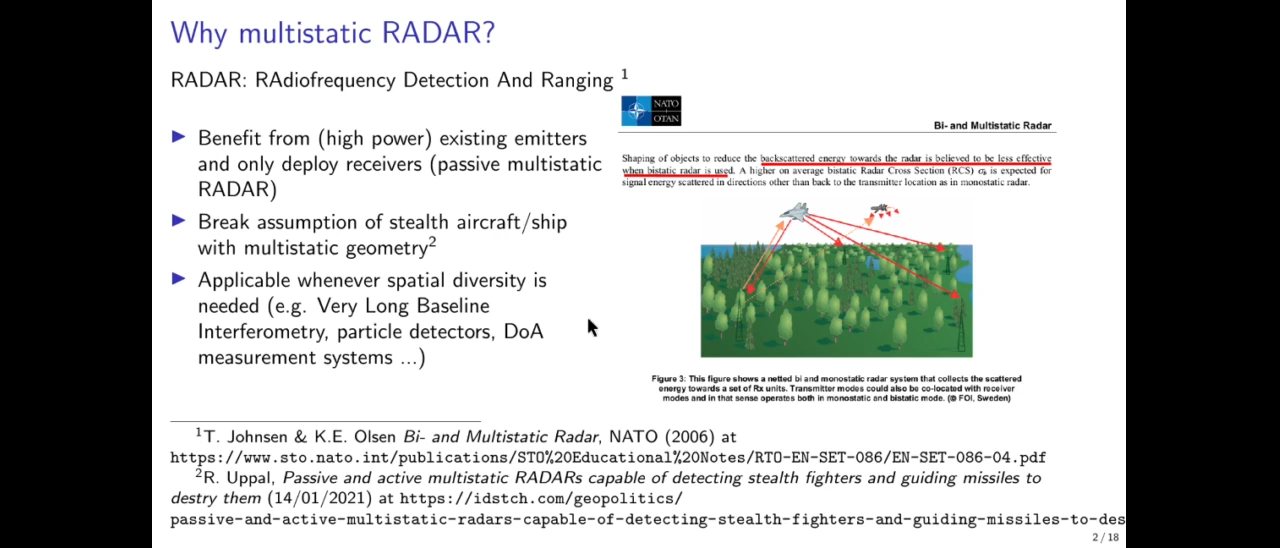 Why multistatic RADAR?
RADAR: RAdiofrequency Detection And Ranging 1
▶ Benefit from (high power) existing emitters
and only deploy receivers (passive multistatic
RADAR)
▶ Break assumption of stealth aircraft/ship
with multistatic geometry2
▶ Applicable whenever spatial diversity is
needed (e.g. Very Long Baseline
Interferometry, particle detectors, DoA
measurement systems ...)
NATO
OTAN
Bi- and Multistatic Radar
Shaping of objects to reduce the backscattered energy towards the radar is believed to be less effective
when bistatic radar is used. A higher on average bistatic Radar Cross Section (RCS) σb is expected for
signal energy scattered in directions other than back to the transmitter location as in monostatic radar.
Figure 3: This figure shows a netted bi and monostatic radar system that collects the scattered
energy towards a set of Rx units. Transmitter modes could also be co-located with receiver
modes and in that sense operates both in monostatic and bistatic mode. (© FOI, Sweden)
1T. Johnsen & K.E. Olsen Bi- and Multistatic Radar, NATO (2006) at
https://www.sto.nato.int/publications/STO%20Educational%20Notes/RTO-EN-SET-086/EN-SET-086-04.pdf
2R. Uppal, Passive and active multistatic RADARs capable of detecting stealth fighters and guiding missiles to
destry them (14/01/2021) at https://idstch.com/geopolitics/
passive-and-active-multistatic-radars-capable-of-detecting-stealth-fighters-and-guiding-missiles-to-des
2 / 18